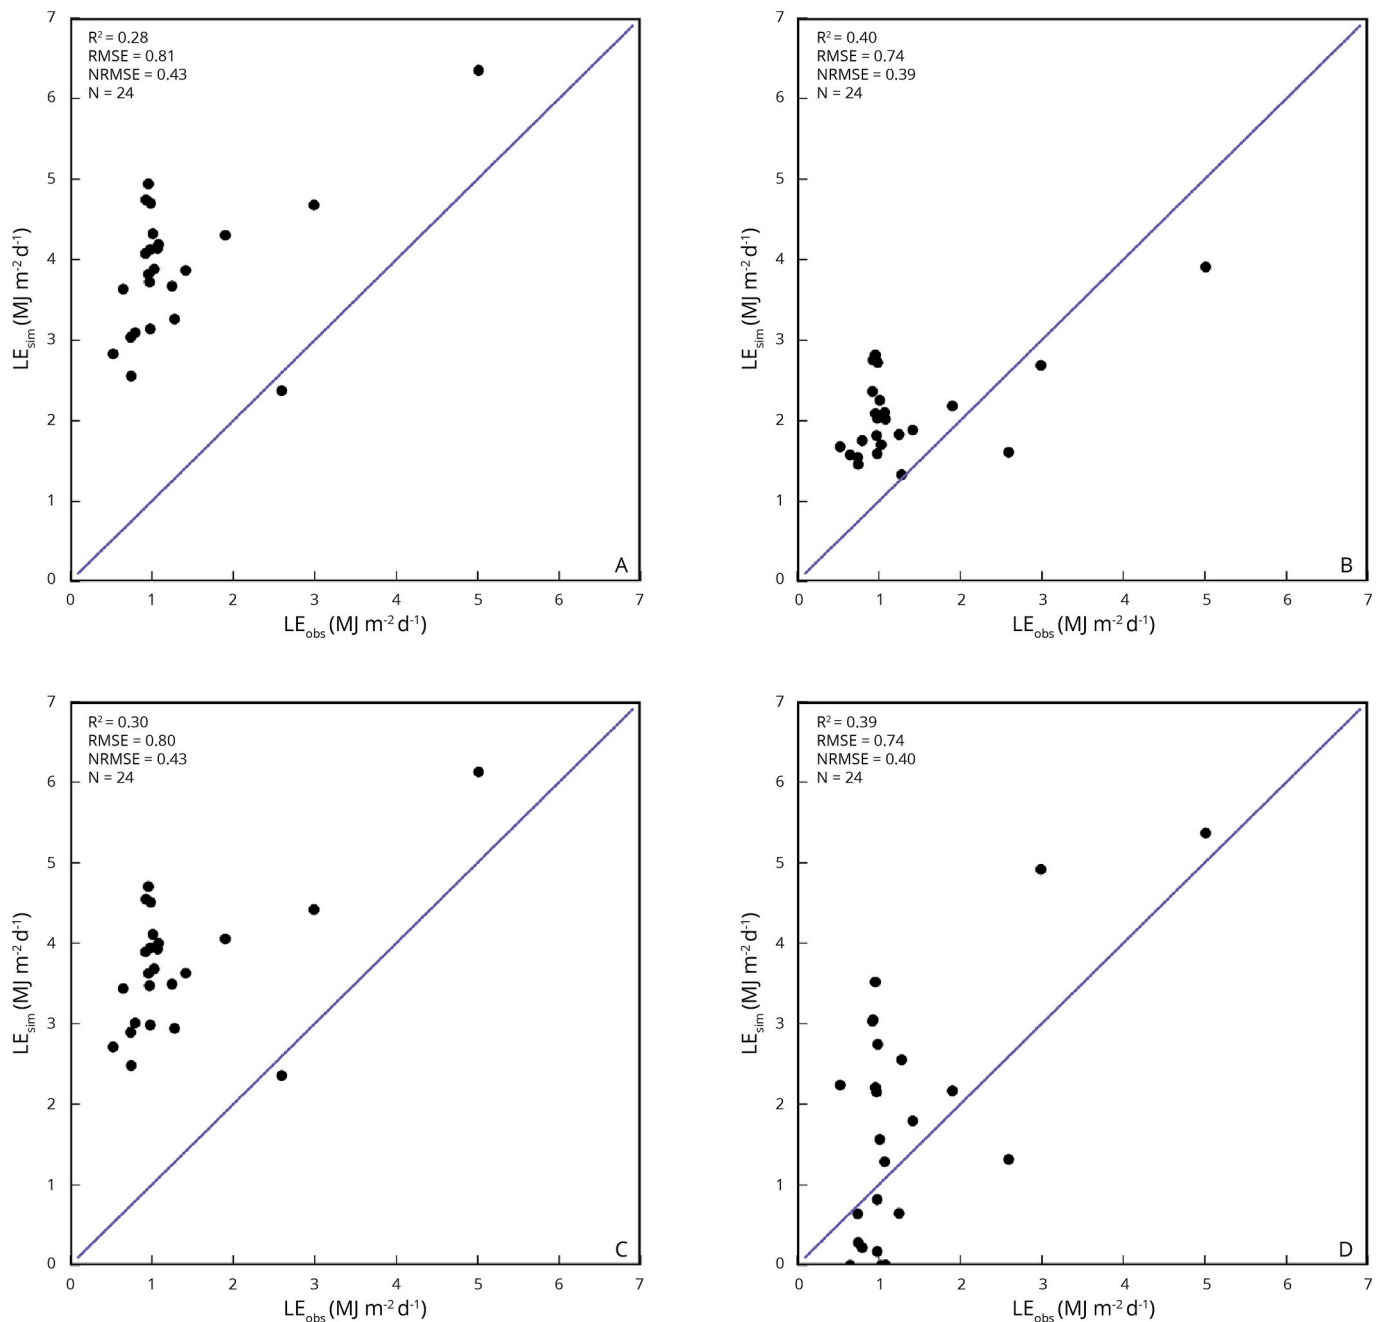 R² = 0.28
RMSE = 0.81
NRMSE = 0.43
N = 24
7
6
5
4
3
2
1
0
LEsim (MJ m⁻² d⁻¹)
A
0 1 2 3 4 5 6 7
LEobs (MJ m⁻² d⁻¹)
R² = 0.40
RMSE = 0.74
NRMSE = 0.39
N = 24
7
6
5
4
3
2
1
0
LEsim (MJ m⁻² d⁻¹)
B
0 1 2 3 4 5 6 7
LEobs (MJ m⁻² d⁻¹)
R² = 0.30
RMSE = 0.80
NRMSE = 0.43
N = 24
7
6
5
4
3
2
1
0
LEsim (MJ m⁻² d⁻¹)
C
0 1 2 3 4 5 6 7
LEobs (MJ m⁻² d⁻¹)
R² = 0.39
RMSE = 0.74
NRMSE = 0.40
N = 24
7
6
5
4
3
2
1
0
LEsim (MJ m⁻² d⁻¹)
D
0 1 2 3 4 5 6 7
LEobs (MJ m⁻² d⁻¹)